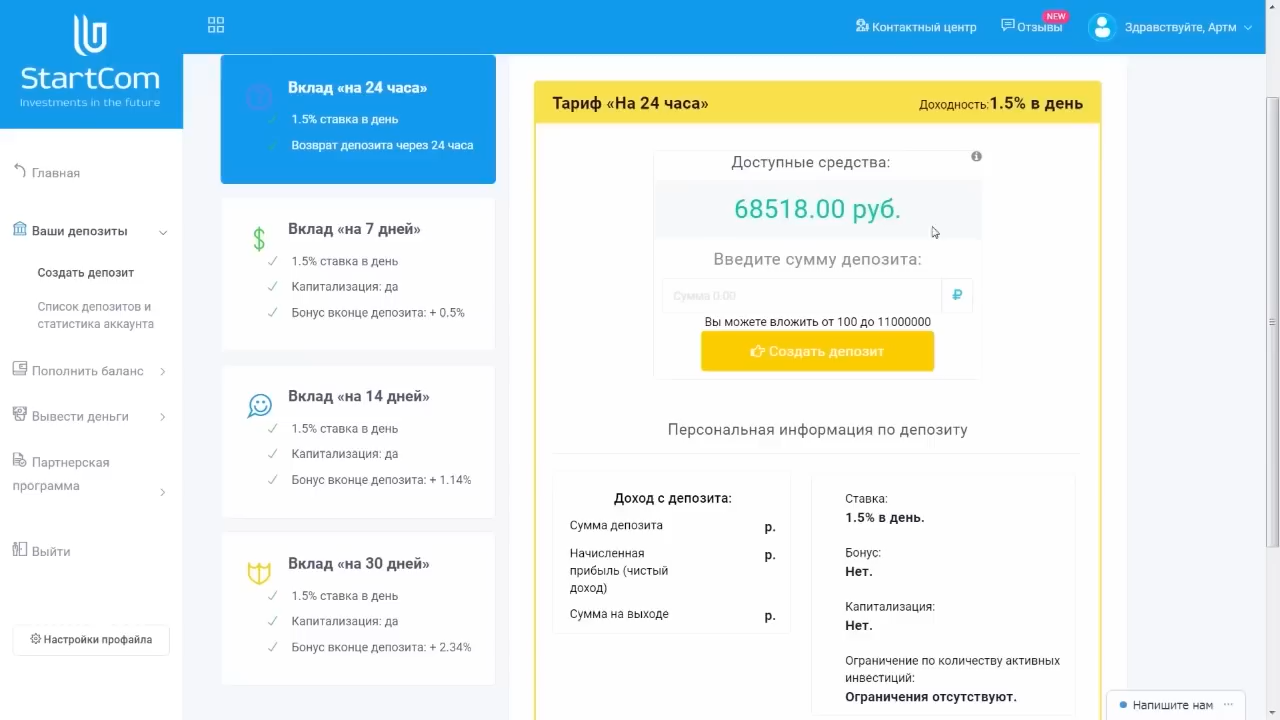 StartCom
Investments in the future
Контактный центр
Отзывы
NEW
Здравствуйте, Артм
Главная
Ваши депозиты
Создать депозит
Список депозитов и
статистика аккаунта
Пополнить баланс
Вывести деньги
Партнерская
программа
Выйти
Настройки профайла
Вклад «на 24 часа»
1.5% ставка в день
Возврат депозита через 24 часа
Вклад «на 7 дней»
1.5% ставка в день
Капитализация: да
Бонус вконце депозита: + 0.5%
Вклад «на 14 дней»
1.5% ставка в день
Капитализация: да
Бонус вконце депозита: + 1.14%
Вклад «на 30 дней»
1.5% ставка в день
Капитализация: да
Бонус вконце депозита: + 2.34%
Тариф «На 24 часа»
Доходность:1.5% в день
Доступные средства:
68518.00 руб.
Введите сумму депозита:
Сумма 0.00
₽
Вы можете вложить от 100 до 11000000
Создать депозит
Персональная информация по депозиту
Доход с депозита:
Сумма депозита р.
Начисленная р.
прибыль (чистый
доход)
Сумма на выходе р.
Ставка:
1.5% в день.
Бонус:
Нет.
Капитализация:
Нет.
Ограничение по количеству активных
инвестиций:
Ограничения отсутствуют.
Напишите нам